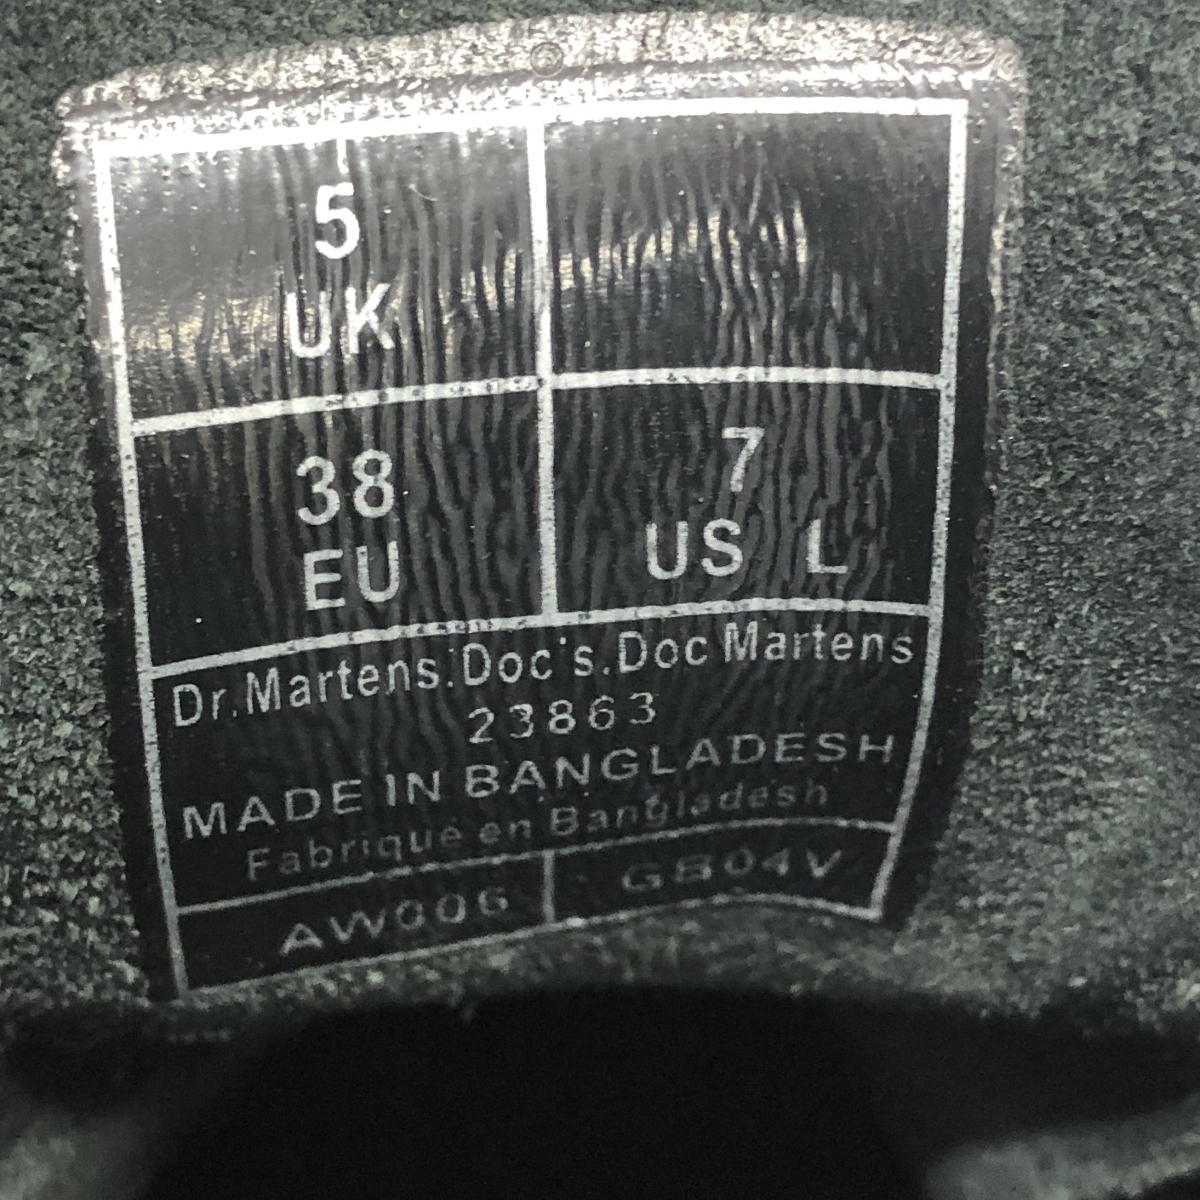 5
UK
38
EU
7
US L
Dr.Martens.Doc's.Doc Martens
23863
MADE IN BANGLADESH
Fabriqué en Bangladesh
AW006
GB04V